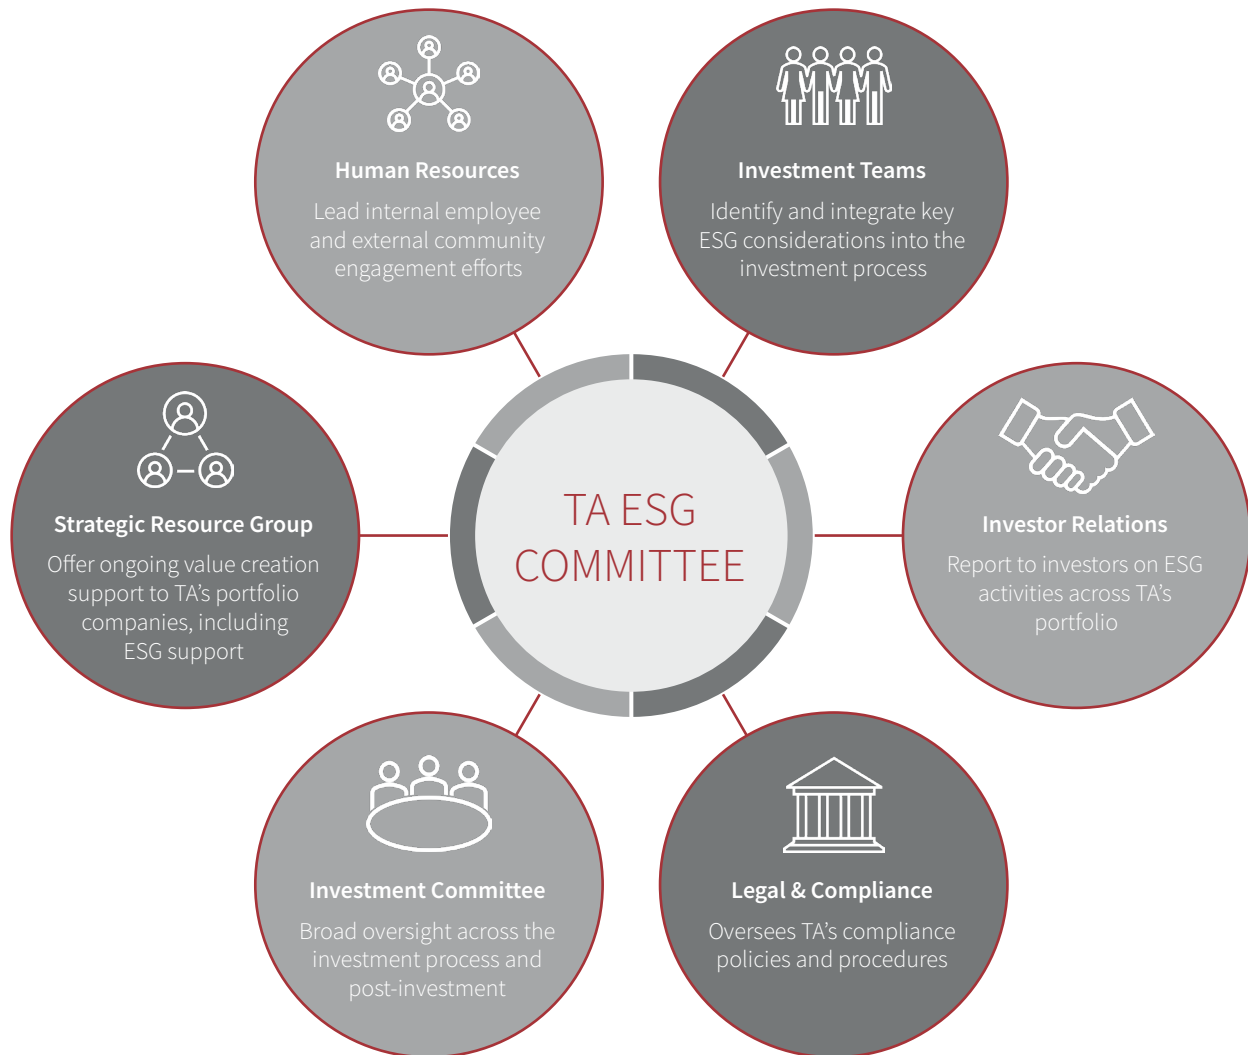 Human Resources
Lead internal employee
and external community
engagement efforts
Investment Teams
Identify and integrate key
ESG considerations into the
investment process
Strategic Resource Group
Offer ongoing value creation
support to TA’s portfolio
companies, including
ESG support
TA ESG
COMMITTEE
Investor Relations
Report to investors on ESG
activities across TA’s
portfolio
Investment Committee
Broad oversight across the
investment process and
post-investment
Legal & Compliance
Oversees TA’s compliance
policies and procedures